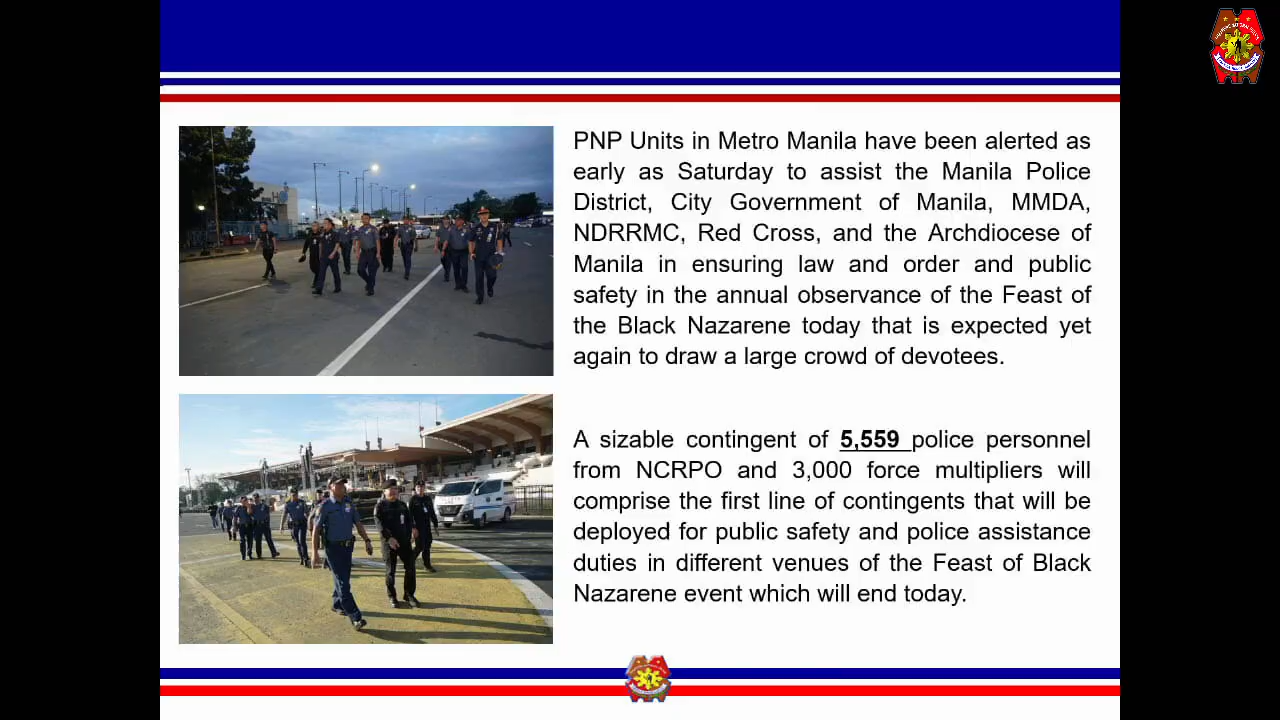 PNP Units in Metro Manila have been alerted as
early as Saturday to assist the Manila Police
District, City Government of Manila, MMDA,
NDRRMC, Red Cross, and the Archdiocese of
Manila in ensuring law and order and public
safety in the annual observance of the Feast of
the Black Nazarene today that is expected yet
again to draw a large crowd of devotees.
A sizable contingent of 5,559 police personnel
from NCRPO and 3,000 force multipliers will
comprise the first line of contingents that will be
deployed for public safety and police assistance
duties in different venues of the Feast of Black
Nazarene event which will end today.